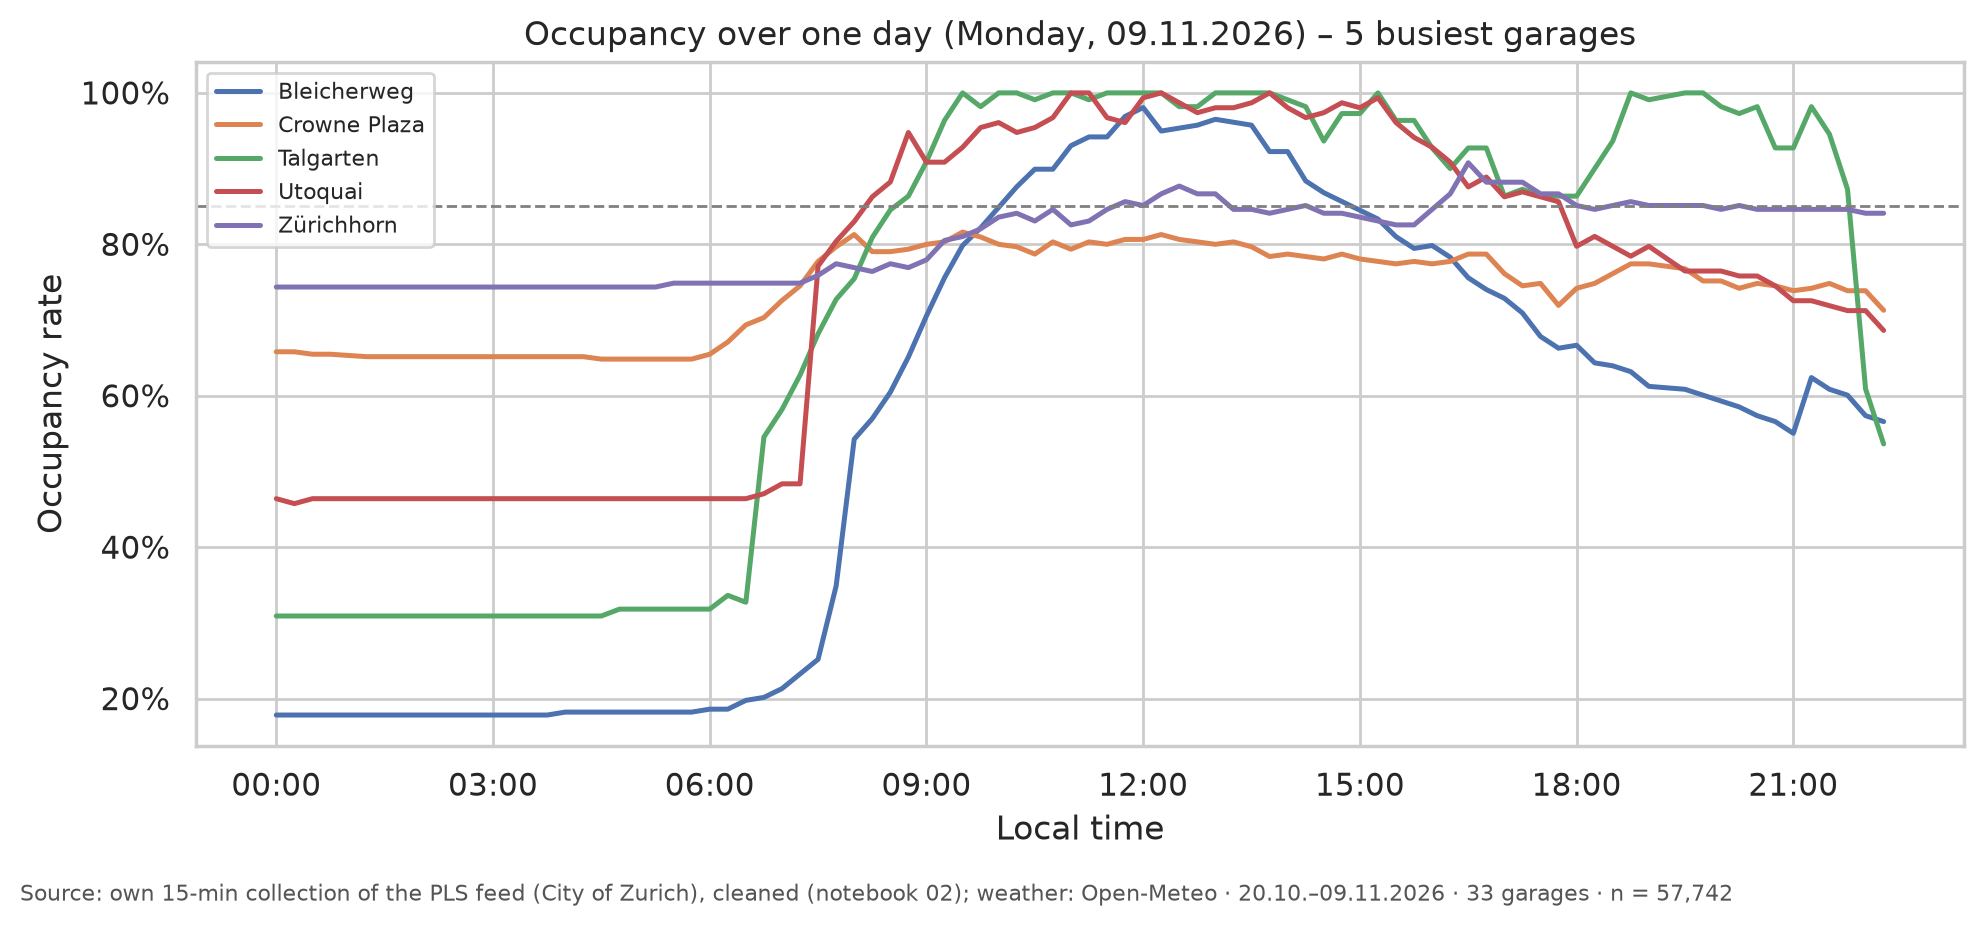 Occupancy over one day (Monday, 09.11.2026) – 5 busiest garages
Bleicherweg
Crowne Plaza
Talgarten
Utoquai
Zürichhorn
Occupancy rate
100%
80%
60%
40%
20%
00:00 03:00 06:00 09:00 12:00 15:00 18:00 21:00
Local time
Source: own 15-min collection of the PLS feed (City of Zurich), cleaned (notebook 02); weather: Open-Meteo · 20.10.–09.11.2026 · 33 garages · n = 57,742